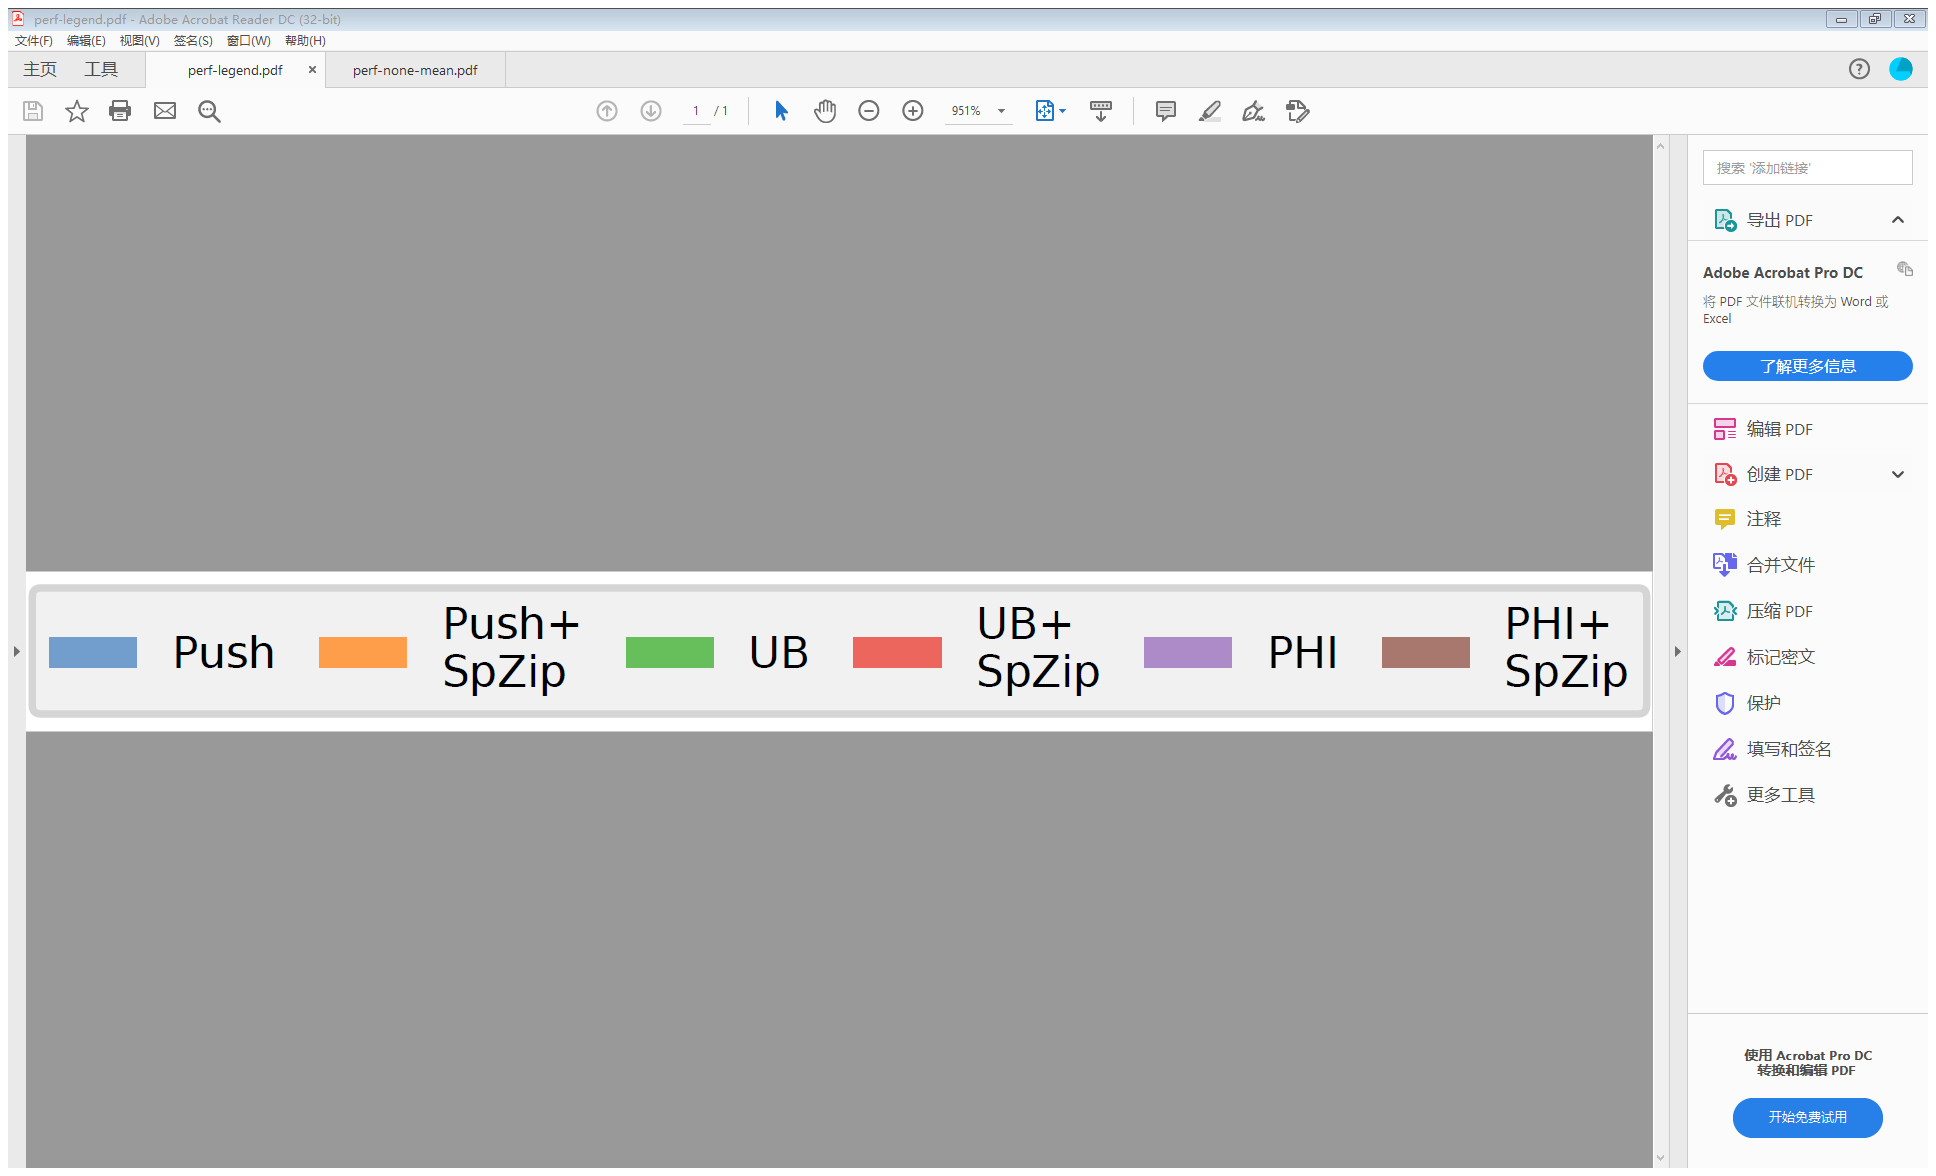 perf-legend.pdf - Adobe Acrobat Reader DC (32-bit)
文件(F) 编辑(E) 视图(V) 签名(S) 窗口(W) 帮助(H)
主页 工具 perf-legend.pdf × perf-none-mean.pdf
1 / 1 951%
Push
Push+
SpZip
UB
UB+
SpZip
PHI
PHI+
SpZip
搜索 '添加链接'
导出 PDF
Adobe Acrobat Pro DC
将 PDF 文件联机转换为 Word 或
Excel
了解更多信息
编辑 PDF
创建 PDF
注释
合并文件
压缩 PDF
标记密文
保护
填写和签名
更多工具
使用 Acrobat Pro DC
转换和编辑 PDF
开始免费试用